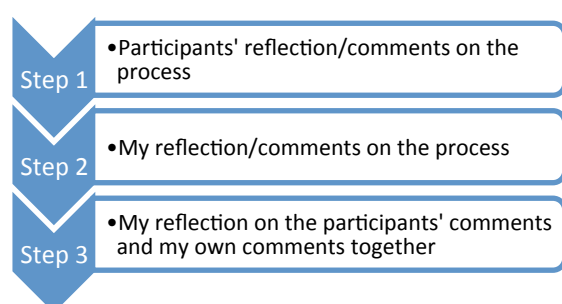 Step 1
•Participants' reflection/comments on the
process
Step 2
•My reflection/comments on the process
Step 3
•My reflection on the participants' comments
and my own comments together